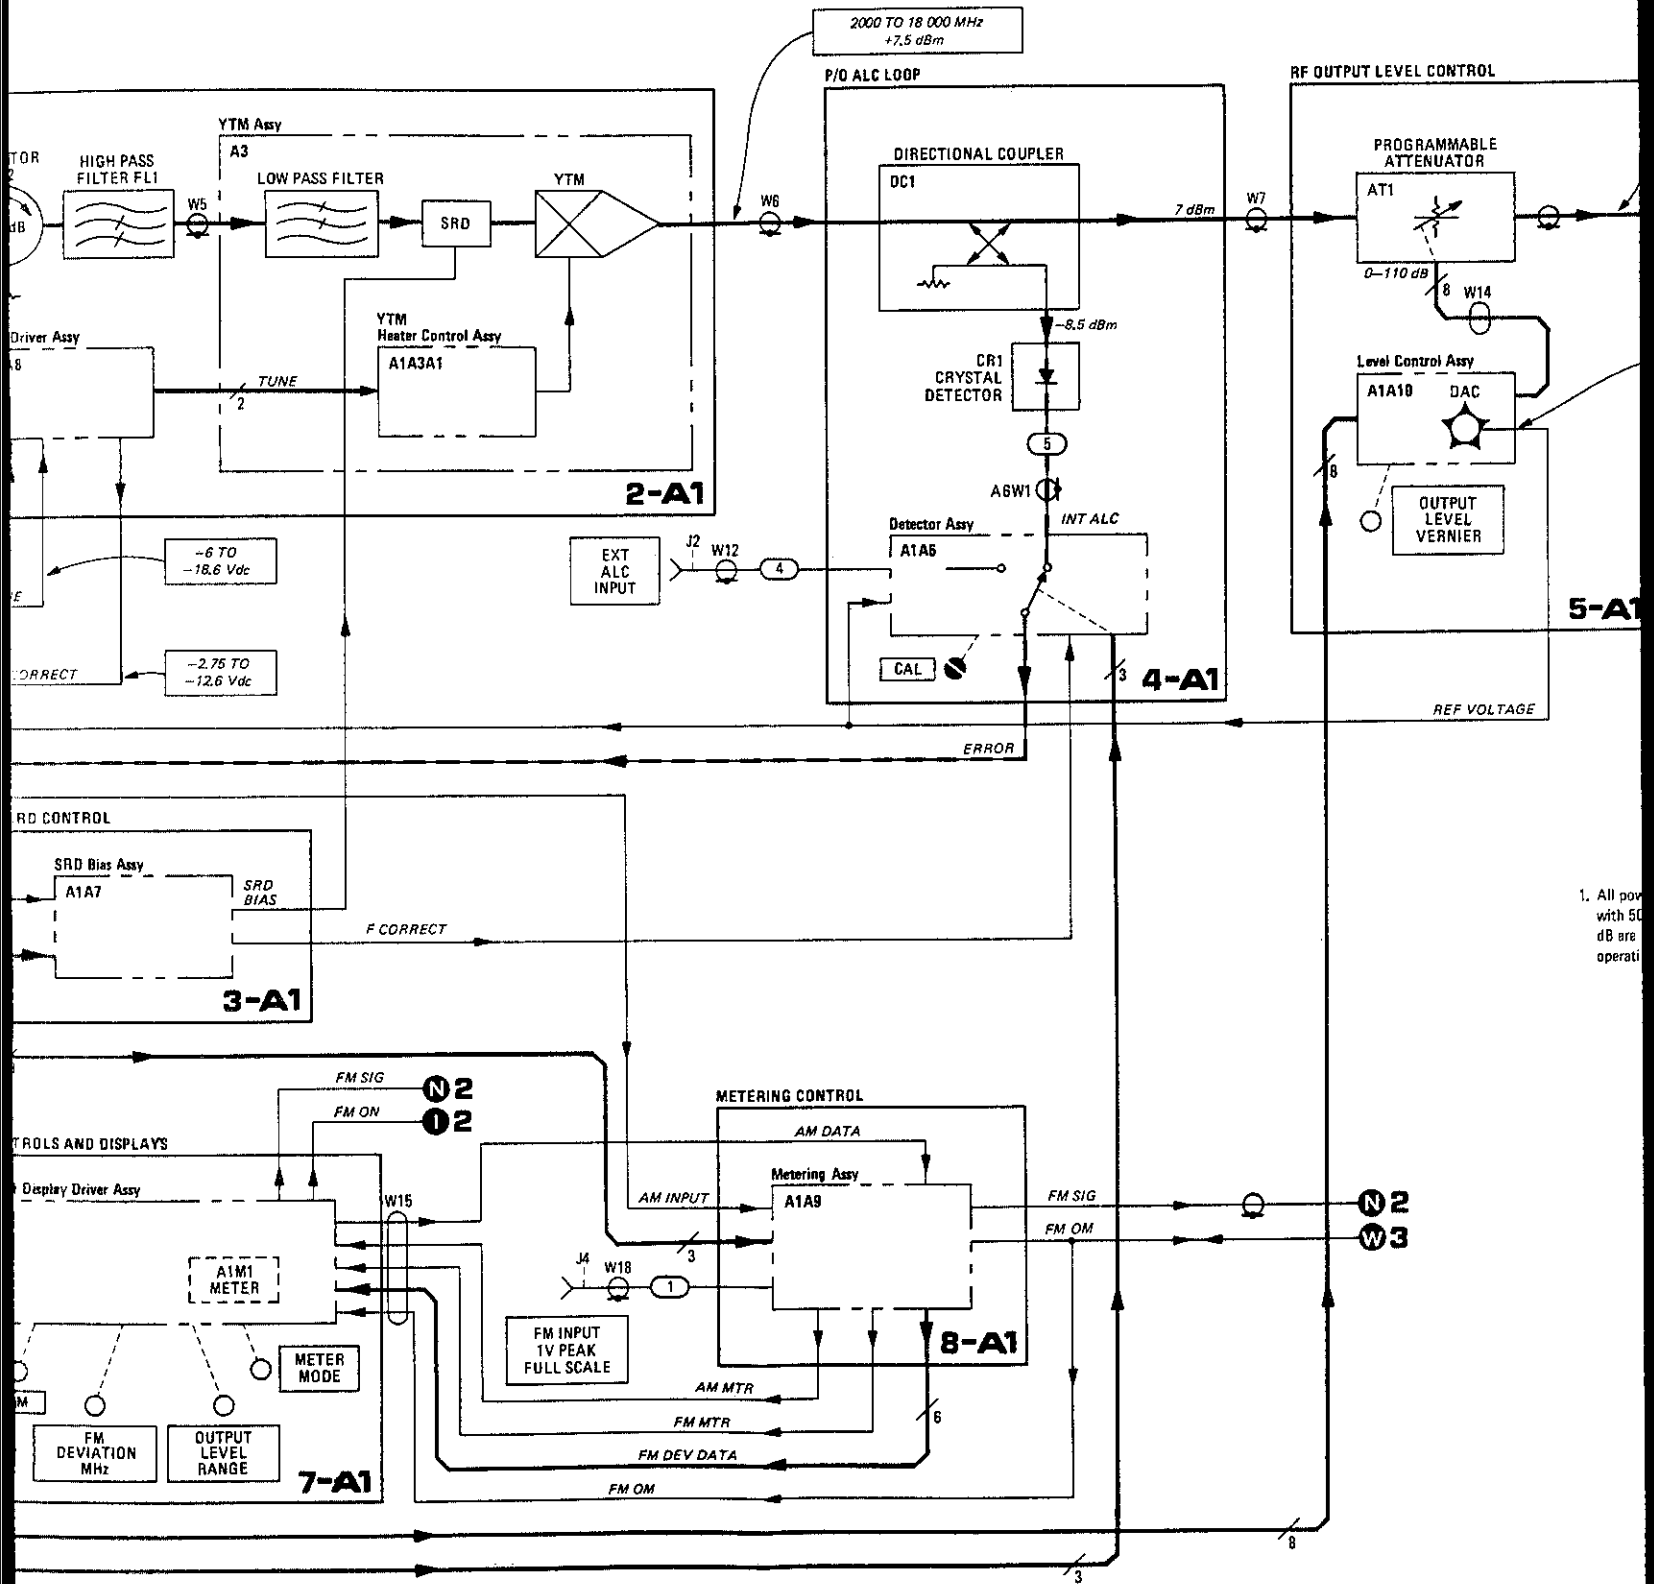 2000 TO 18 000 MHz
+7.5 dBm
P/O ALC LOOP
RF OUTPUT LEVEL CONTROL
YTM Assy
A3
TOR
HIGH PASS
FILTER FL1
W5
LOW PASS FILTER
SRD
YTM
W6
DIRECTIONAL COUPLER
DC1
7 dBm
W7
PROGRAMMABLE
ATTENUATOR
AT1
0–110 dB
8
W14
dB
Driver Assy
TUNE
2
YTM
Heater Control Assy
A1A3A1
–8.5 dBm
CR1
CRYSTAL
DETECTOR
5
A6W1
INT ALC
Level Control Assy
A1A10
DAC
8
OUTPUT
LEVEL
VERNIER
2-A1
–6 TO
–18.6 Vdc
EXT
ALC
INPUT
J2
W12
4
Detector Assy
A1A6
CAL
3
4-A1
5-A1
–2.75 TO
–12.6 Vdc
ORRECT
REF VOLTAGE
ERROR
RD CONTROL
SRD Bias Assy
A1A7
SRD
BIAS
F CORRECT
3-A1
1. All pow
with 50
dB are
operati
FM SIG
N 2
FM ON
I 2
METERING CONTROL
AM DATA
TROLS AND DISPLAYS
Display Driver Assy
W15
AM INPUT
Metering Assy
A1A9
FM SIG
N 2
FM OM
W 3
3
A1M1
METER
J4
W18
1
FM INPUT
1V PEAK
FULL SCALE
8-A1
METER
MODE
AM MTR
M
FM MTR
6
FM
DEVIATION
MHz
OUTPUT
LEVEL
RANGE
FM DEV DATA
7-A1
FM OM
8
3